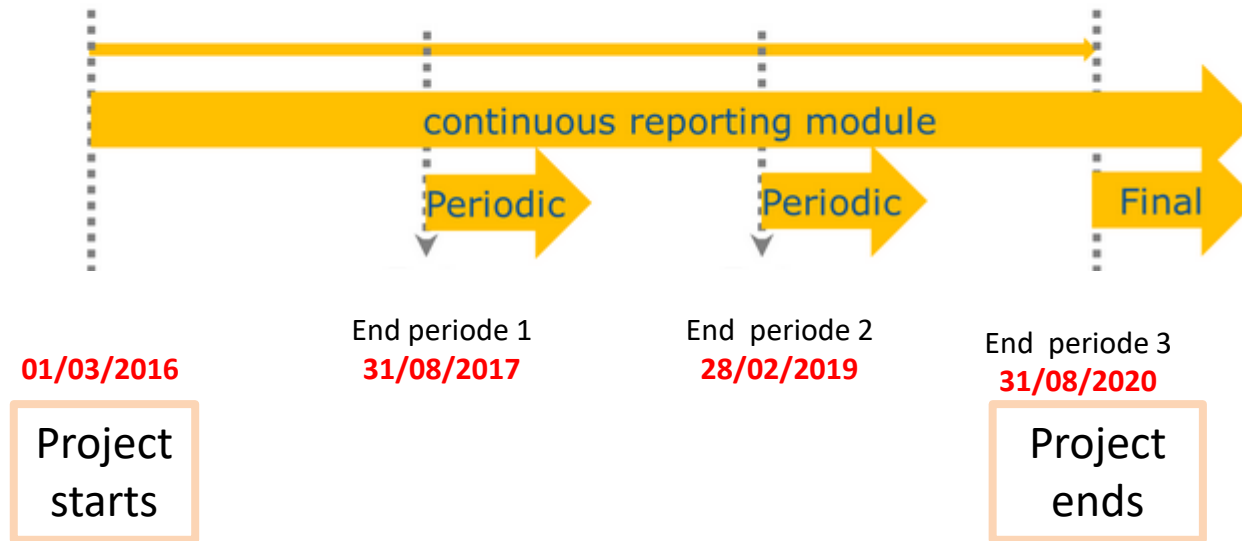 continuous reporting module
Periodic
Periodic
Final
End periode 1
End  periode 2
End  periode 3
01/03/2016
31/08/2017
28/02/2019
31/08/2020
Project
starts
Project
ends